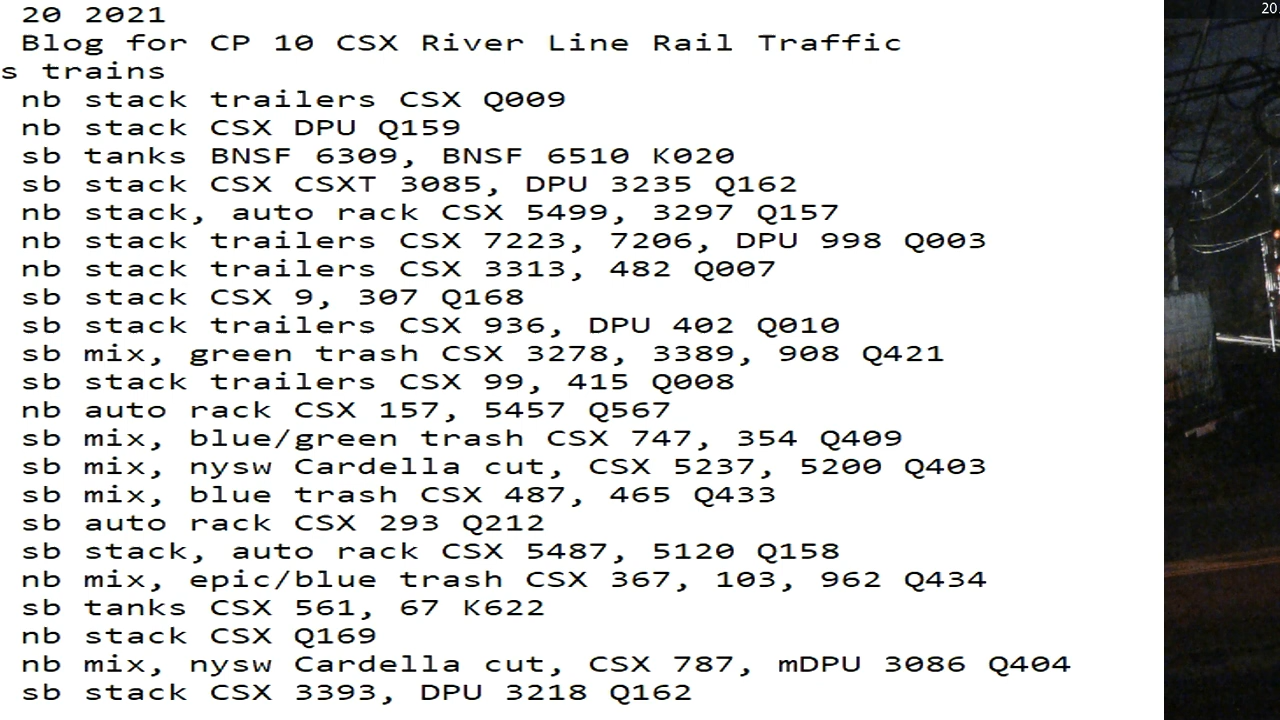 20 2021
Blog for CP 10 CSX River Line Rail Traffic
s trains
nb stack trailers CSX Q009
nb stack CSX DPU Q159
sb tanks BNSF 6309, BNSF 6510 K020
sb stack CSX CSXT 3085, DPU 3235 Q162
nb stack, auto rack CSX 5499, 3297 Q157
nb stack trailers CSX 7223, 7206, DPU 998 Q003
nb stack trailers CSX 3313, 482 Q007
sb stack CSX 9, 307 Q168
sb stack trailers CSX 936, DPU 402 Q010
sb mix, green trash CSX 3278, 3389, 908 Q421
sb stack trailers CSX 99, 415 Q008
nb auto rack CSX 157, 5457 Q567
sb mix, blue/green trash CSX 747, 354 Q409
sb mix, nysw Cardella cut, CSX 5237, 5200 Q403
sb mix, blue trash CSX 487, 465 Q433
sb auto rack CSX 293 Q212
sb stack, auto rack CSX 5487, 5120 Q158
nb mix, epic/blue trash CSX 367, 103, 962 Q434
sb tanks CSX 561, 67 K622
nb stack CSX Q169
nb mix, nysw Cardella cut, CSX 787, mDPU 3086 Q404
sb stack CSX 3393, DPU 3218 Q162
20